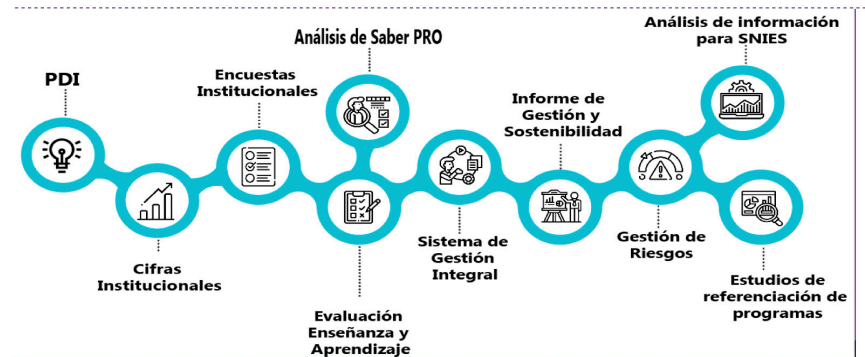 PDI
Cifras
Institucionales
Encuestas
Institucionales
Análisis de Saber PRO
Evaluación
Enseñanza y
Aprendizaje
Sistema de
Gestión
Integral
Informe de
Gestión y
Sostenibilidad
Gestión de
Riesgos
Análisis de información
para SNIES
Estudios de
referenciación de
programas